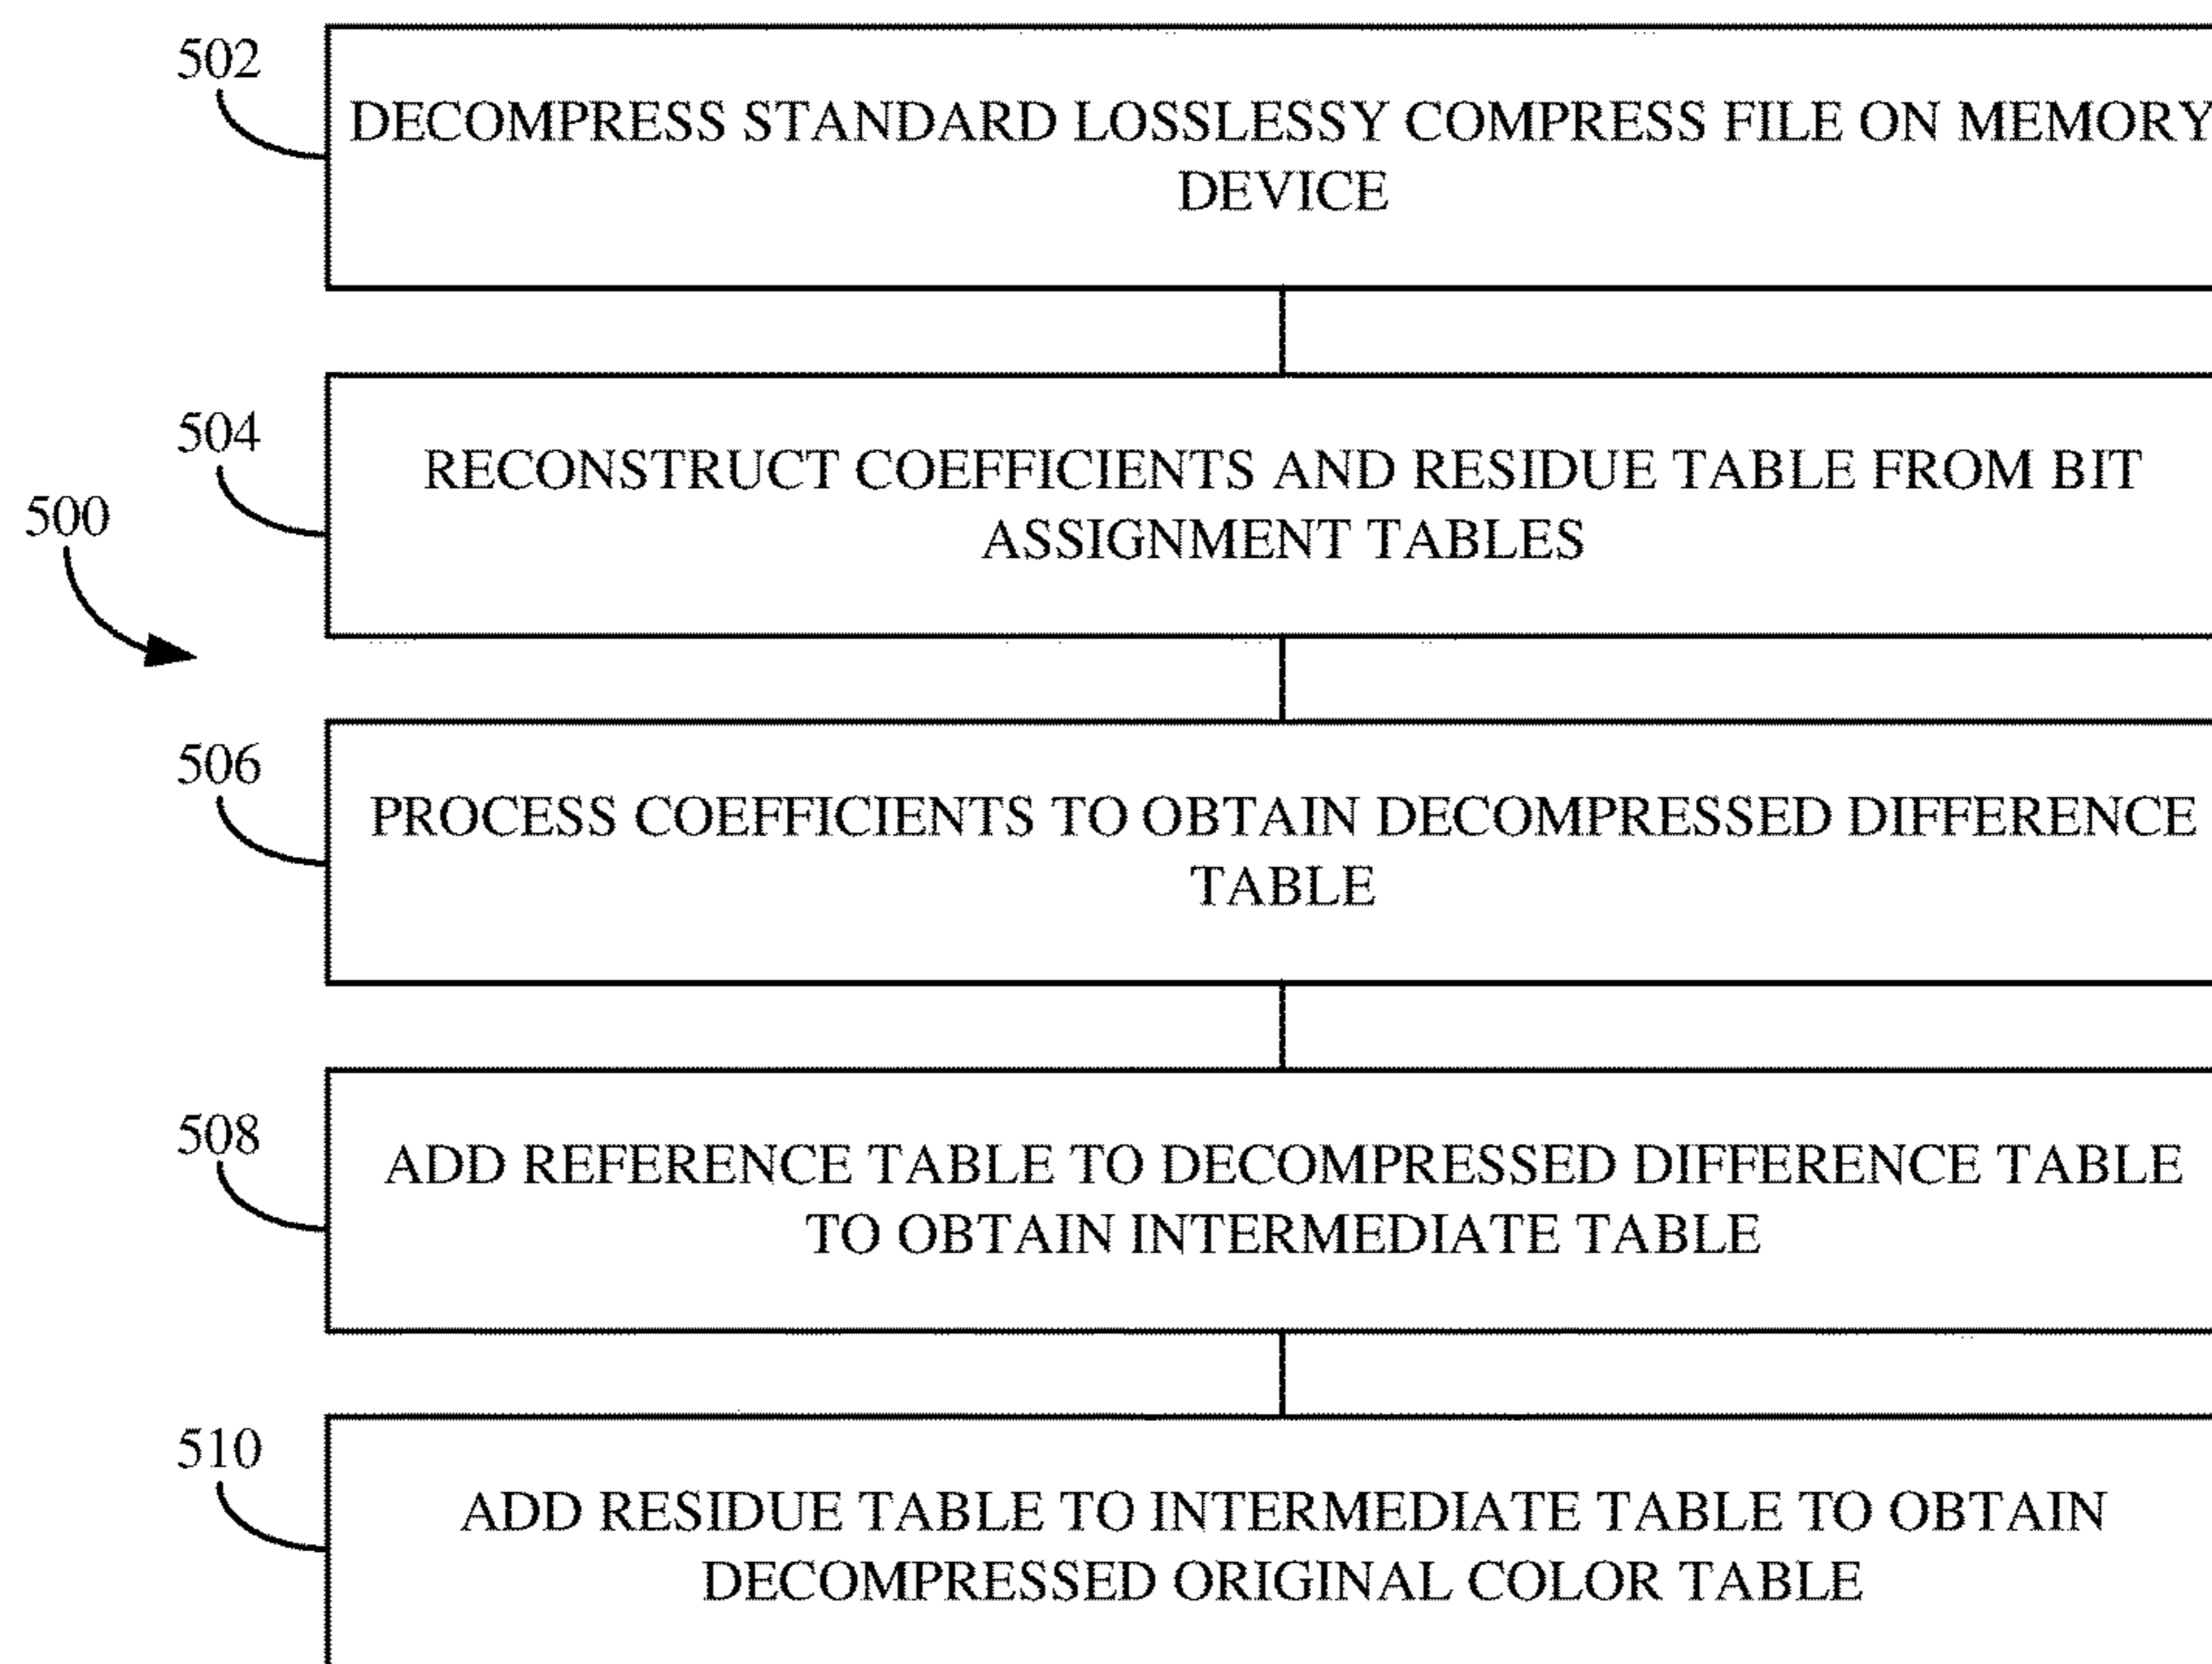 502
DECOMPRESS STANDARD LOSSLESSY COMPRESS FILE ON MEMORY
DEVICE
504
RECONSTRUCT COEFFICIENTS AND RESIDUE TABLE FROM BIT
ASSIGNMENT TABLES
500
506
PROCESS COEFFICIENTS TO OBTAIN DECOMPRESSED DIFFERENCE
TABLE
508
ADD REFERENCE TABLE TO DECOMPRESSED DIFFERENCE TABLE
TO OBTAIN INTERMEDIATE TABLE
510
ADD RESIDUE TABLE TO INTERMEDIATE TABLE TO OBTAIN
DECOMPRESSED ORIGINAL COLOR TABLE